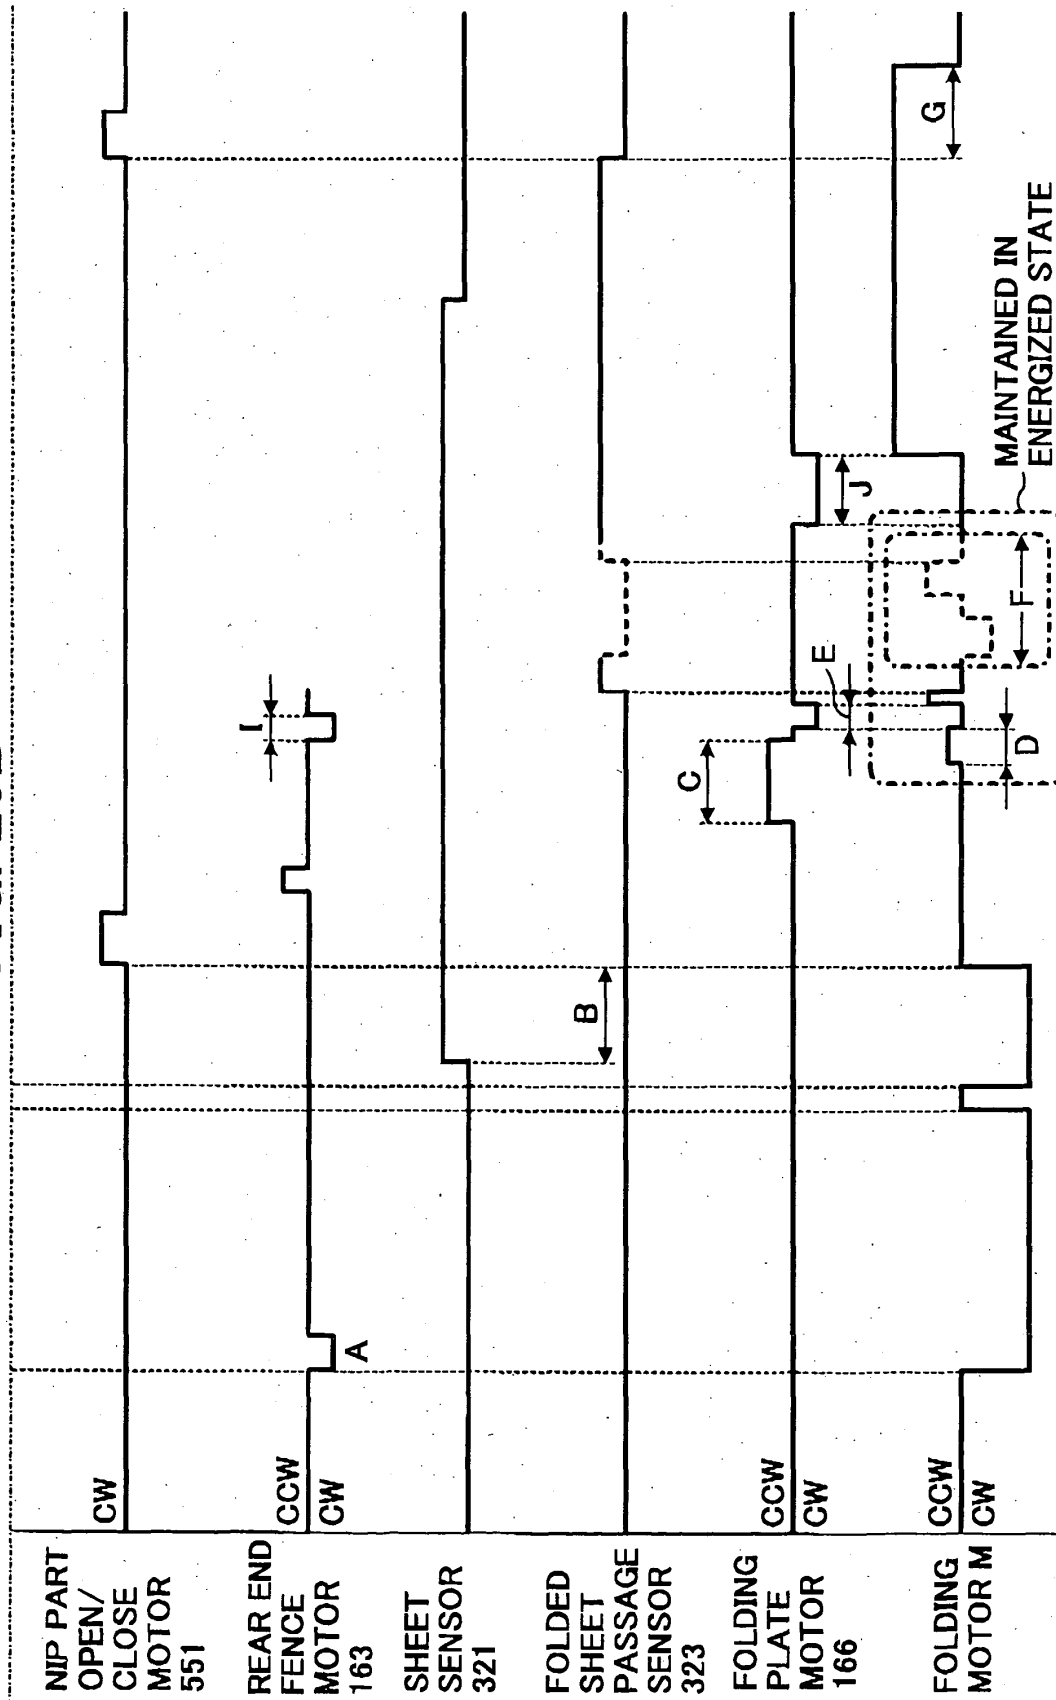 NIP PART
OPEN/
CLOSE
MOTOR
551
CW
REAR END
FENCE
MOTOR
163
CCW
CW
A
I
SHEET
SENSOR
321
FOLDED
SHEET
PASSAGE
SENSOR
323
B
FOLDING
PLATE
MOTOR
166
CCW
CW
C
E
J
FOLDING
MOTOR M
CCW
CW
D
F
G
MAINTAINED IN
ENERGIZED STATE